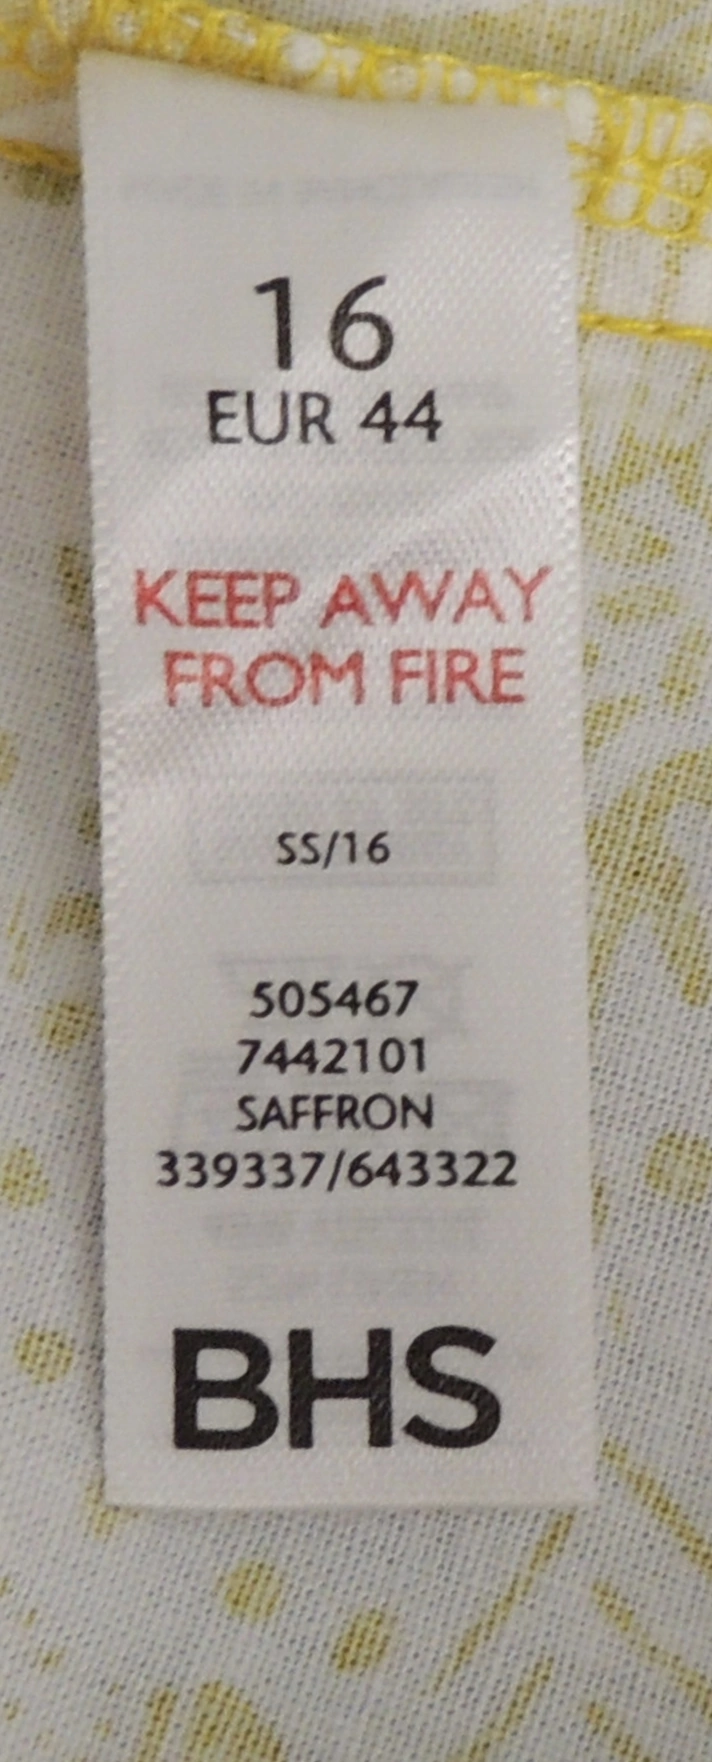 16
EUR 44
KEEP AWAY
FROM FIRE
SS/16
505467
7442101
SAFFRON
339337/643322
BHS